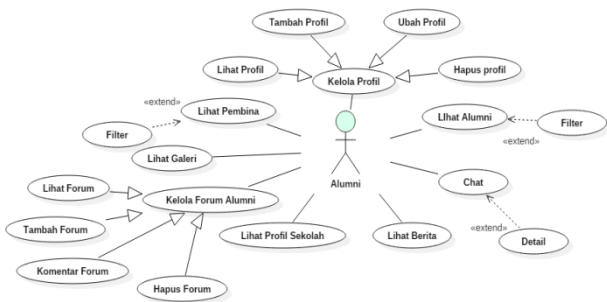 Tambah Profil
Ubah Profil
Lihat Profil
Kelola Profil
Hapus profil
«extend»
Lihat Pembina
LIhat Alumni
Filter
Filter
«extend»
Lihat Galeri
Alumni
Chat
Lihat Forum
Kelola Forum Alumni
Tambah Forum
Lihat Profil Sekolah
Lihat Berita
«extend»
Detail
Komentar Forum
Hapus Forum